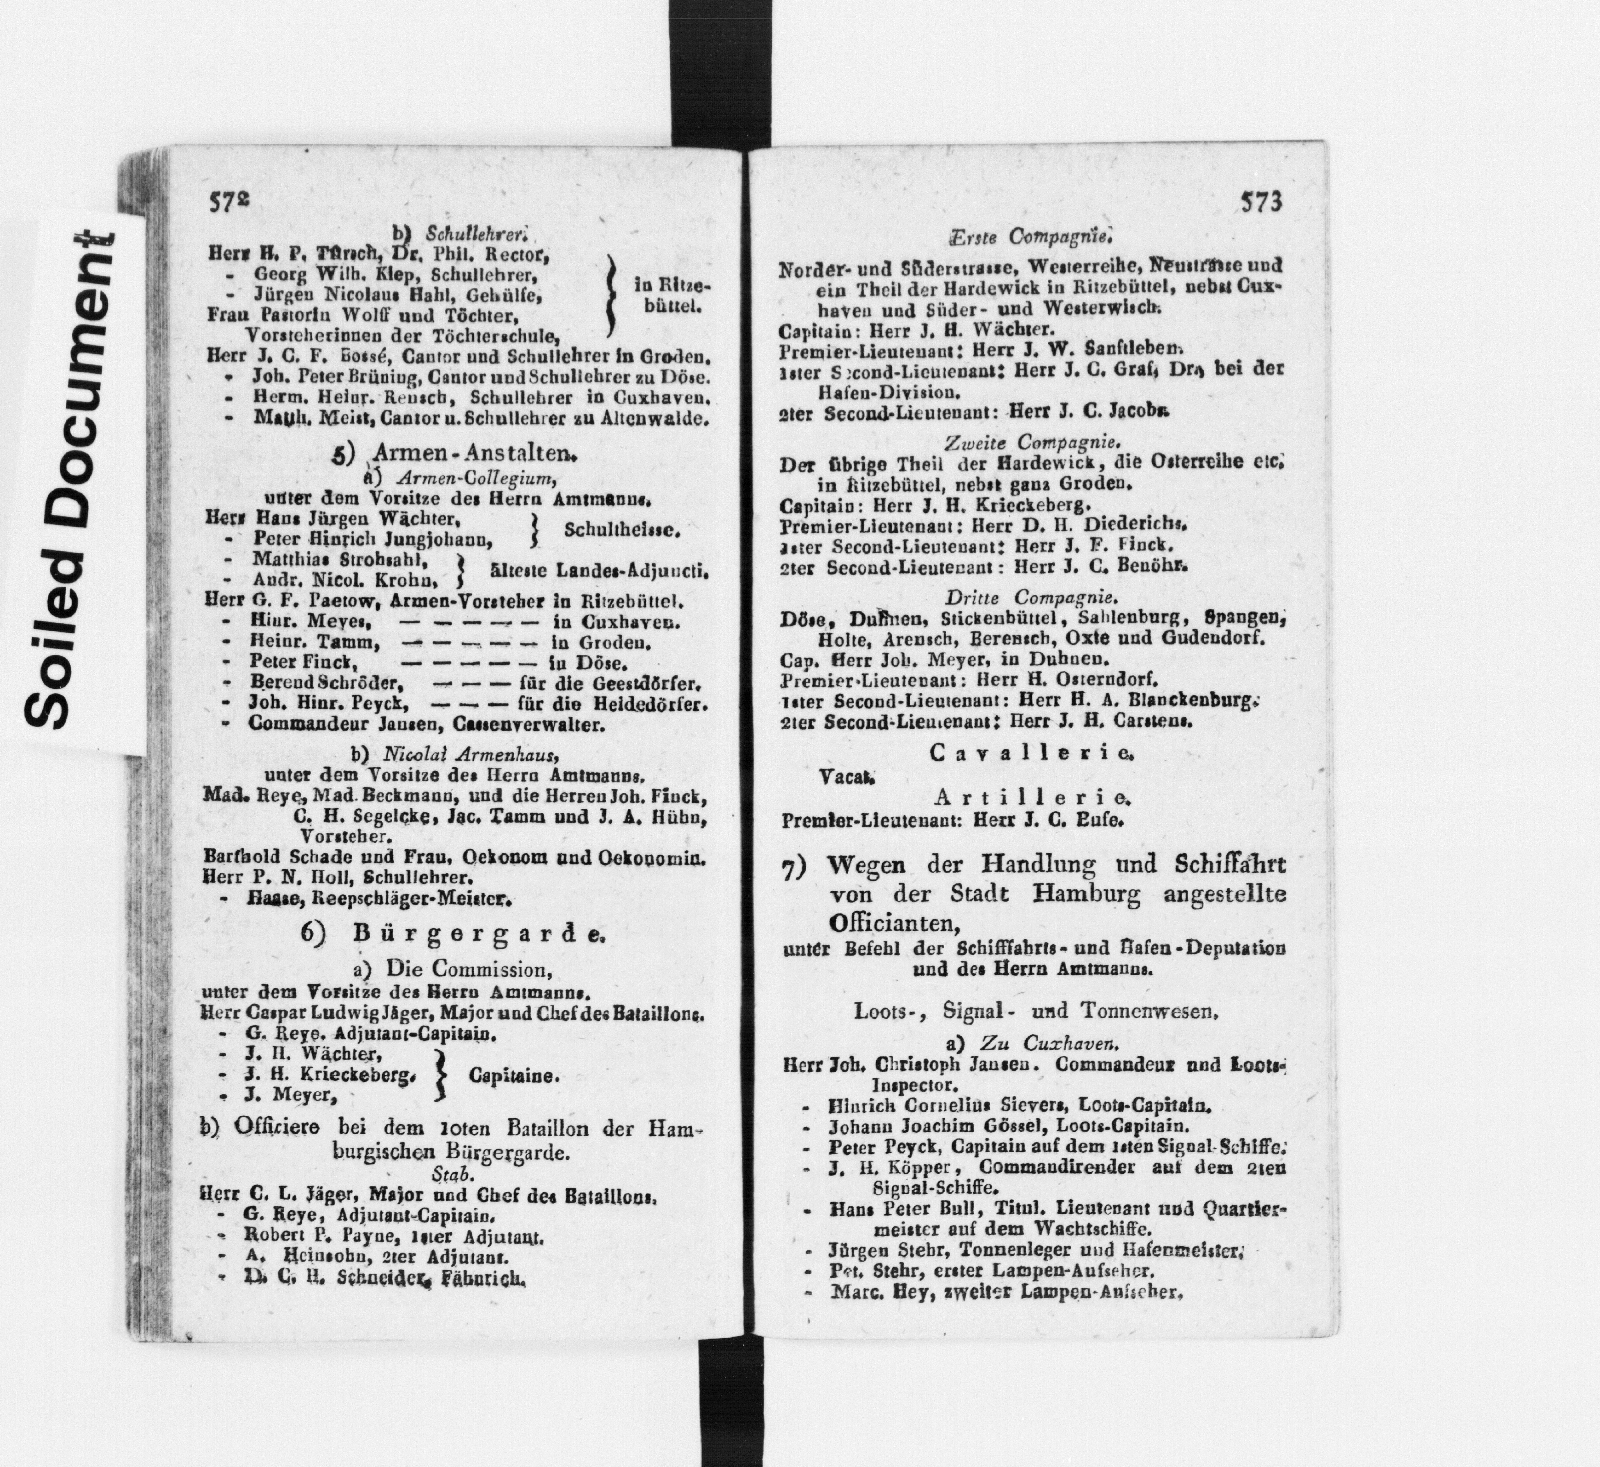 Soiled Document
572
b) Schullehrer.
Herr H. P. Türsch, Dr. Phil. Rector,
- Georg Wilh. Klep, Schullehrer,
- Jürgen Nicolaus Hahl, Gehülfe,
Frau Pastorin Wolff und Töchter,
Vorsteherinnen der Töchterschule,
in Ritze-
büttel.
Herr J. C. F. Bossé, Cantor und Schullehrer in Groden.
- Joh. Peter Brüning, Cantor und Schullehrer zu Döse.
- Herm. Heinr. Rensch, Schullehrer in Cuxhaven.
- Matth. Meist, Cantor u. Schullehrer zu Altenwalde.
5) Armen-Anstalten.
a) Armen-Collegium,
unter dem Vorsitze des Herrn Amtmanns.
Herr Hans Jürgen Wächter,
- Peter Hinrich Jungjohann,
Schultheisse.
- Matthias Strohsahl,
- Andr. Nicol. Krohn,
älteste Landes-Adjuncti.
Herr G. F. Paetow, Armen-Vorsteher in Ritzebüttel.
- Hinr. Meyes, — — — — — in Cuxhaven.
- Heinr. Tamm, — — — — — in Groden.
- Peter Finck, — — — — — in Döse.
- Berend Schröder, — — — für die Geestdörfer.
- Joh. Hinr. Peyck, — — — für die Heidedörfer.
- Commandeur Jansen, Cassenverwalter.
b) Nicolai Armenhaus,
unter dem Vorsitze des Herrn Amtmanns.
Mad. Reye, Mad. Beckmann, und die Herren Joh. Finck,
C. H. Segelcke, Jac. Tamm und J. A. Hühn,
Vorsteher.
Barthold Schade und Frau, Oekonom und Oekonomin.
Herr P. N. Holl, Schullehrer.
- Haase, Reepschläger-Meister.
6) Bürgergarde.
a) Die Commission,
unter dem Vorsitze des Herrn Amtmanns.
Herr Caspar Ludwig Jäger, Major und Chef des Bataillons.
- G. Reye, Adjutant-Capitain.
- J. H. Wächter,
- J. H. Krieckeberg,
- J. Meyer,
Capitaine.
b) Officiere bei dem 10ten Bataillon der Ham-
burgischen Bürgergarde.
Stab.
Herr C. L. Jäger, Major und Chef des Bataillons.
- G. Reye, Adjutant-Capitain.
- Robert P. Payne, 1ster Adjutant.
- A. Heinsohn, 2ter Adjutant.
- D. C. H. Schneider, Fähnrich.
573
Erste Compagnie.
Norder- und Süderstrasse, Westerreihe, Neustrasse und
ein Theil der Hardewick in Ritzebüttel, nebst Cux-
haven und Süder- und Westerwisch.
Capitain: Herr J. H. Wächter.
Premier-Lieutenant: Herr J. W. Sanftleben.
1ster Second-Lieutenant: Herr J. C. Graf, Dr., bei der
Hafen-Division.
2ter Second-Lieutenant: Herr J. C. Jacobs.
Zweite Compagnie.
Der übrige Theil der Hardewick, die Osterreihe etc.
in Ritzebüttel, nebst ganz Groden.
Capitain: Herr J. H. Krieckeberg.
Premier-Lieutenant: Herr D. H. Diederichs.
1ster Second-Lieutenant: Herr J. F. Finck.
2ter Second-Lieutenant: Herr J. C. Benöhr.
Dritte Compagnie.
Döse, Duhnen, Stickenbüttel, Sahlenburg, Spangen,
Holte, Arensch, Berensch, Oxte und Gudendorf.
Cap. Herr Joh. Meyer, in Duhnen.
Premier-Lieutenant: Herr H. Osterndorf.
1ster Second-Lieutenant: Herr H. A. Blanckenburg.
2ter Second-Lieutenant: Herr J. H. Carstens.
Cavallerie.
Vacat.
Artillerie.
Premier-Lieutenant: Herr J. C. Eufe.
7) Wegen der Handlung und Schiffahrt
von der Stadt Hamburg angestellte
Officianten,
unter Befehl der Schifffahrts- und Hafen-Deputation
und des Herrn Amtmanns.
Loots-, Signal- und Tonnenwesen.
a) Zu Cuxhaven.
Herr Joh. Christoph Jansen. Commandeur und Loots-
Inspector.
- Hinrich Cornelius Sievers, Loots-Capitain.
- Johann Joachim Gössel, Loots-Capitain.
- Peter Peyck, Capitain auf dem 1sten Signal-Schiffe.
- J. H. Köpper, Commandirender auf dem 2ten
Signal-Schiffe.
- Hans Peter Bull, Titul. Lieutenant und Quartier-
meister auf dem Wachtschiffe.
- Jürgen Stehr, Tonnenleger und Hafenmeister.
- Pet. Stehr, erster Lampen-Aufseher.
- Marc. Hey, zweiter Lampen-Aufseher.